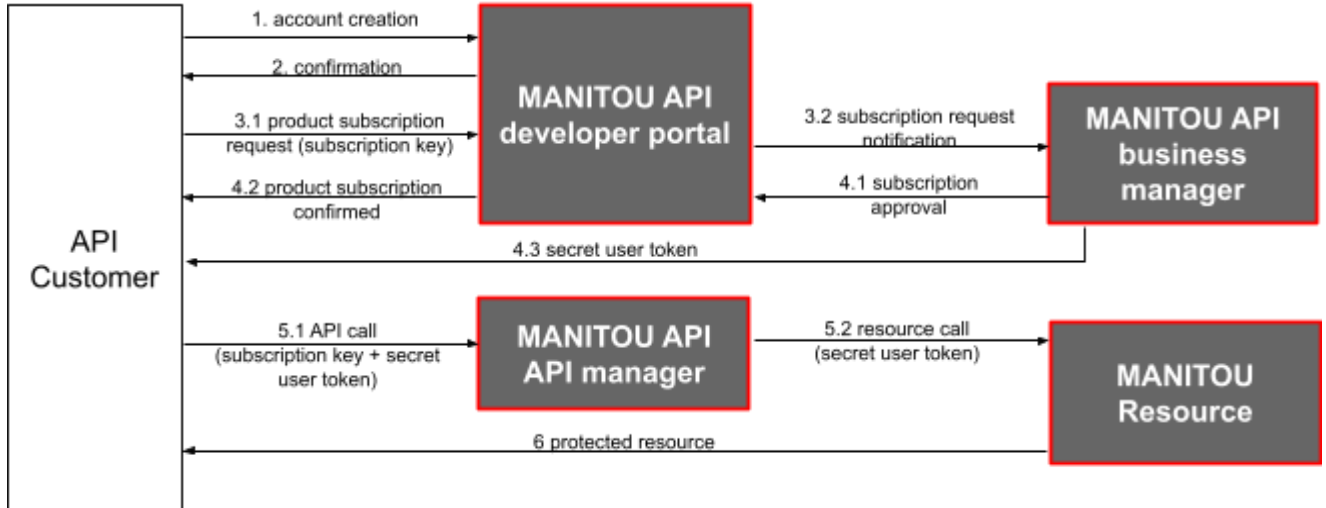 1. account creation
2. confirmation
3.1 product subscription
request (subscription key)
4.2 product subscription
confirmed
MANITOU API
developer portal
3.2 subscription request
notification
4.1 subscription
approval
MANITOU API
business
manager
API
Customer
4.3 secret user token
5.1 API call
(subscription key + secret
user token)
MANITOU API
API manager
5.2 resource call
(secret user token)
MANITOU
Resource
6 protected resource